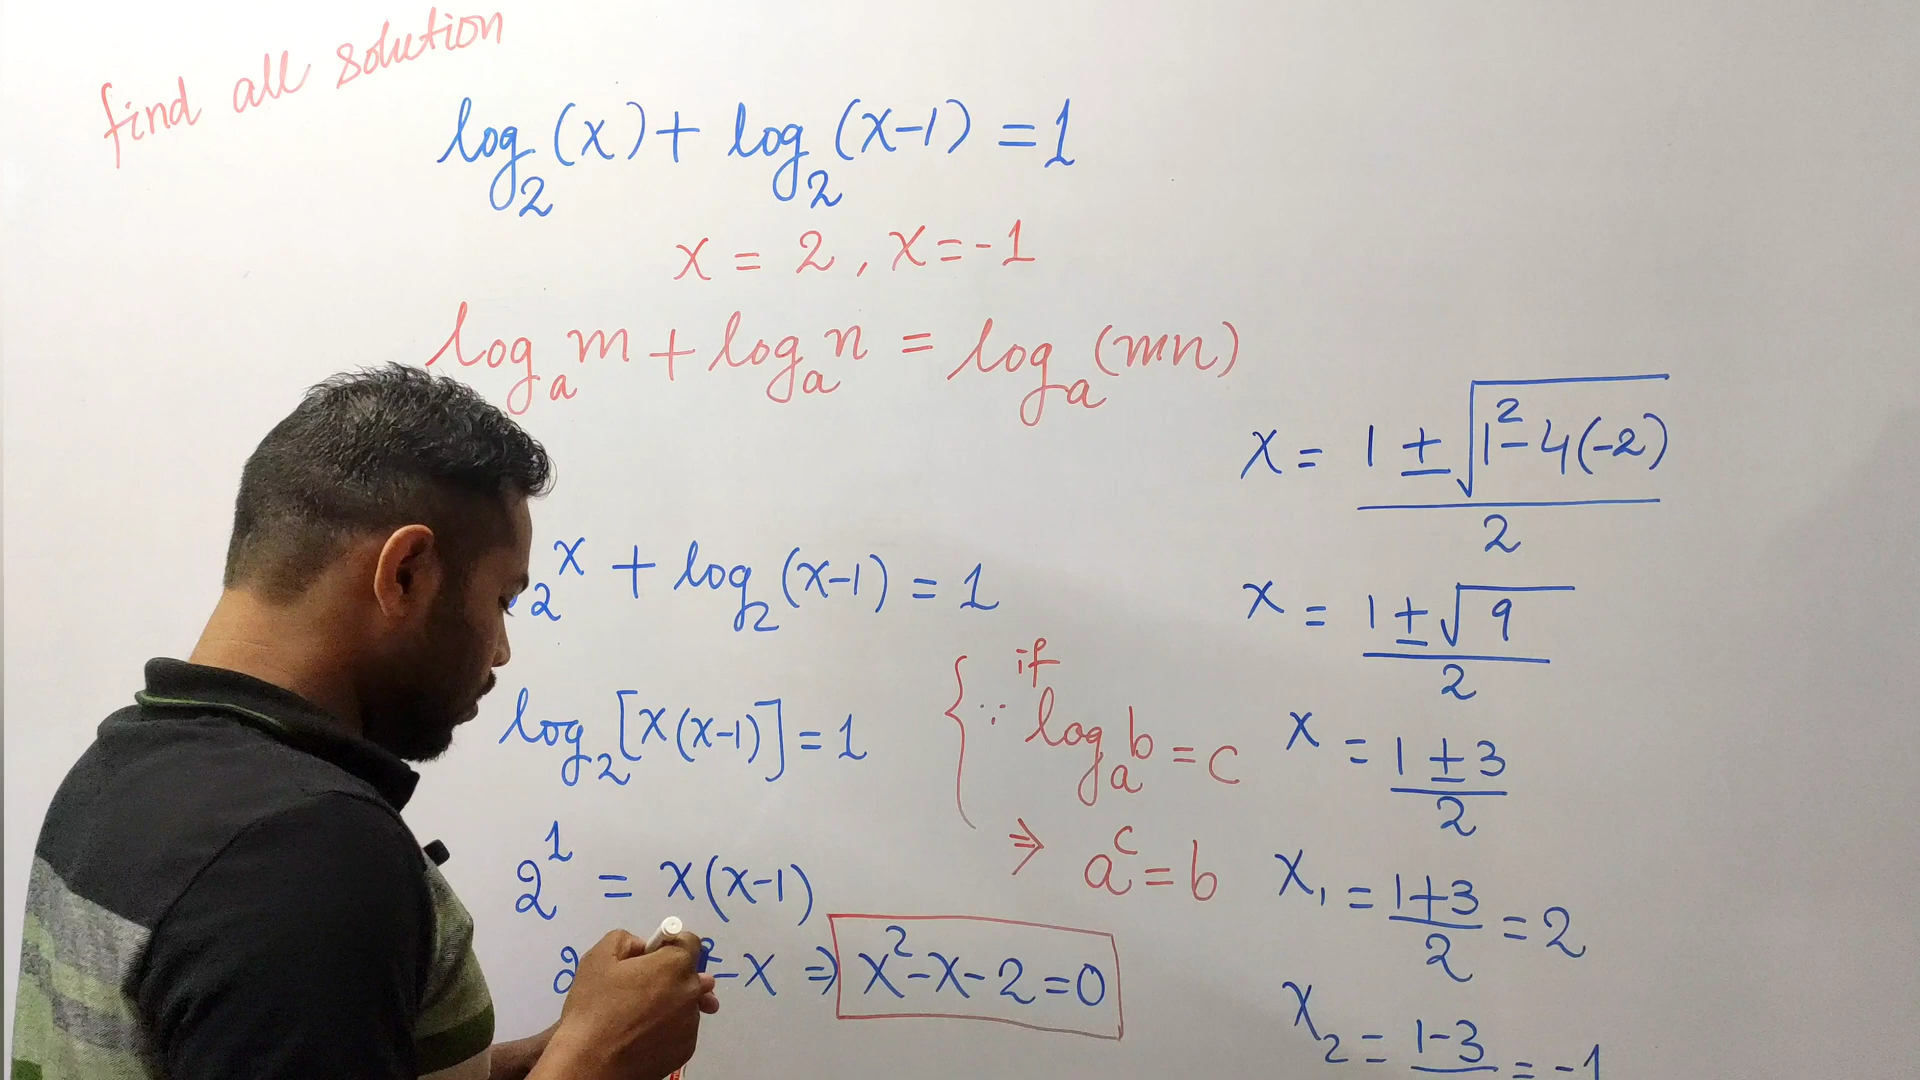 find all solution
log₂(x) + log₂(x-1) = 1
x = 2, x = -1
logₐm + logₐn = logₐ(mn)
₂x + log₂(x-1) = 1
log₂[x(x-1)] = 1
2¹ = x(x-1)
2 ²-x ⇒ x²-x-2=0
{ ∵ if
logₐb = c
⇒ aᶜ = b
x = (1 ± √(1²-4(-2)))/2
x = (1 ± √9)/2
x = (1 ± 3)/2
x₁ = (1+3)/2 = 2
x₂ = 1-3 = -1